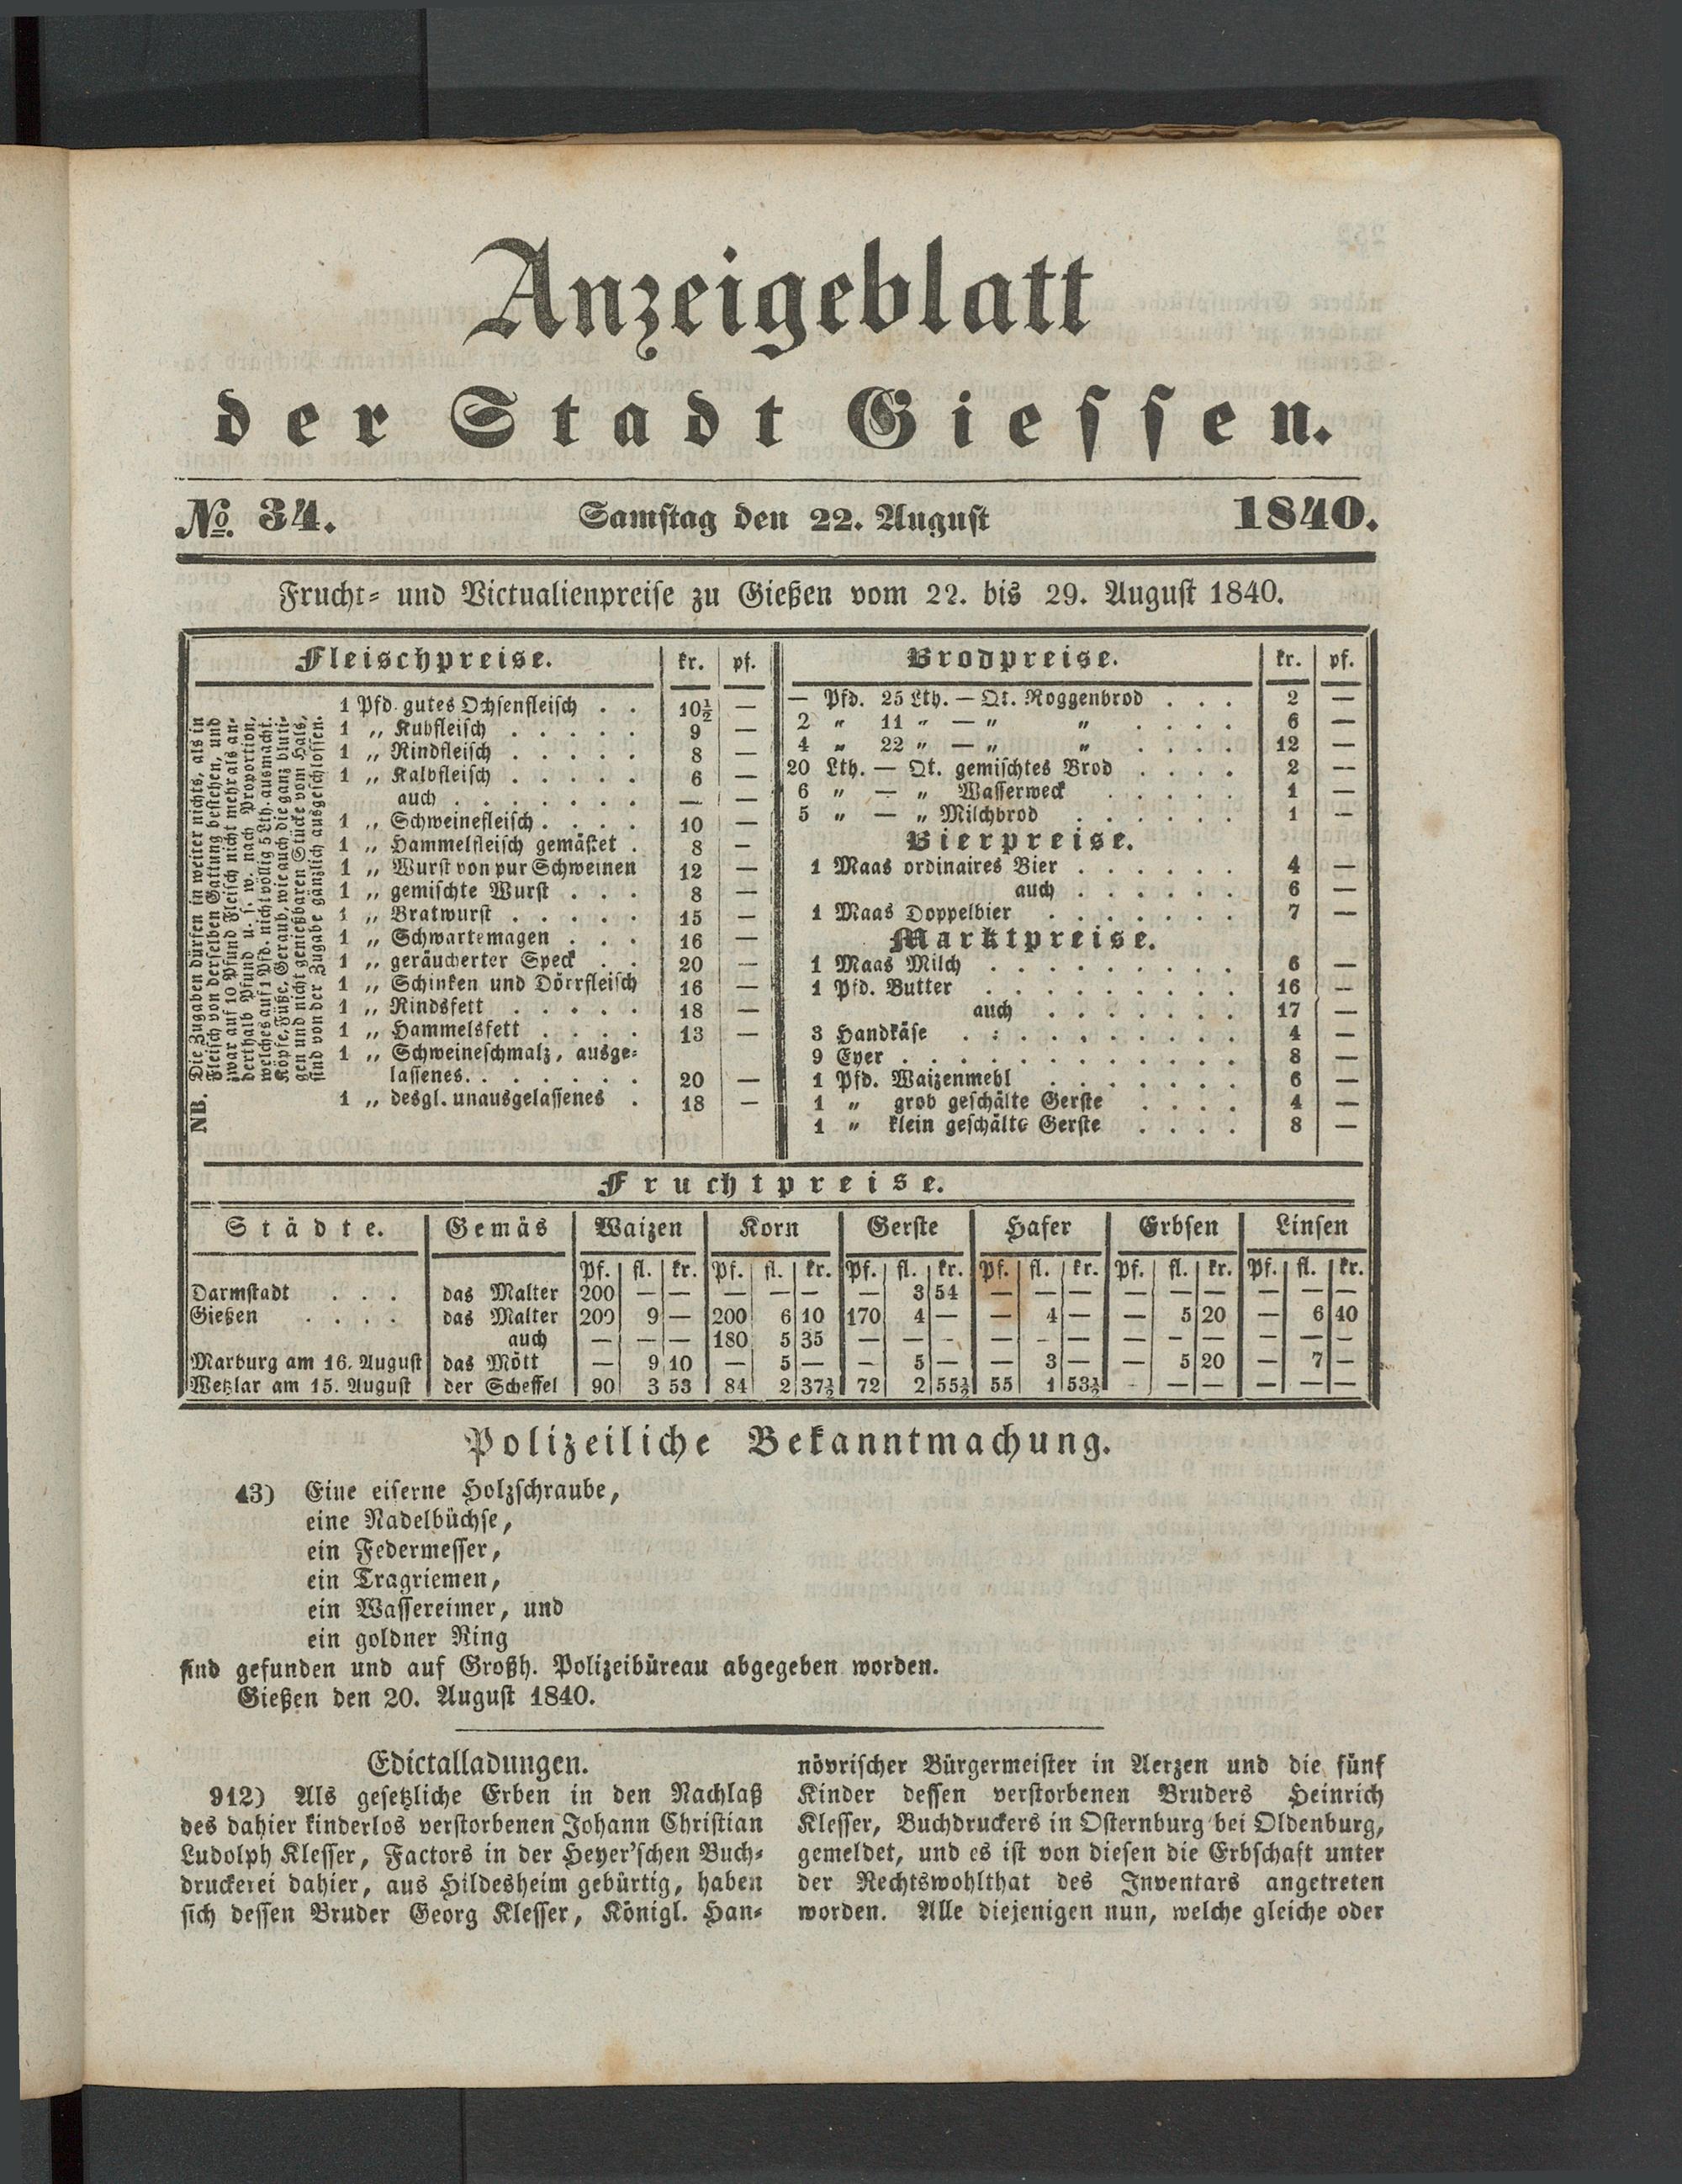 Anzeigeblatt
der Stadt Giessen.
No. 34. Samstag den 22. August 1840.
Frucht- und Victualienpreise zu Gießen vom 22. bis 29. August 1840.
Fleischpreise. kr. pf.
NB. Die Zugaben dürfen in weiter nichts, als in
Fleisch von derselben Gattung bestehen, und
zwar auf 10 Pfund Fleisch nicht mehr als an-
derthalb Pfund u. s. w. nach Proportion,
welches auf 1 Pfd. nicht völlig 5 Lth. ausmacht.
Köpfe, Füße, Geraub, wie auch die ganz bluti-
gen und nicht genießbaren Stücke vom Hals,
sind von der Zugabe gänzlich ausgeschlossen.
1 Pfd. gutes Ochsenfleisch . . 10½ —
1 „ Kuhfleisch . . . . . 9 —
1 „ Rindfleisch . . . . . 8 —
1 „ Kalbfleisch . . . . . 6 —
auch . . . . . . . — —
1 „ Schweinefleisch . . . . 10 —
1 „ Hammelfleisch gemästet . 8 —
1 „ Wurst von pur Schweinen 12 —
1 „ gemischte Wurst . . . 8 —
1 „ Bratwurst . . . . . 15 —
1 „ Schwartemagen . . . 16 —
1 „ geräucherter Speck . . 20 —
1 „ Schinken und Dörrfleisch 16 —
1 „ Rindsfett . . . . . 18 —
1 „ Hammelsfett . . . . 13 —
1 „ Schweineschmalz, ausge-
lassenes. . . . . . . 20 —
1 „ desgl. unausgelassenes . 18 —
Brodpreise. kr. pf.
— Pfd. 25 Lth. — Qt. Roggenbrod . . . 2 —
2 „ 11 „ — „ „ . . . . 6 —
4 „ 22 „ — „ „ . . . . 12 —
20 Lth. — Qt. gemischtes Brod . . . . 2 —
6 „ — „ Wasserweck . . . . . 1 —
5 „ — „ Milchbrod . . . . . . 1 —
Bierpreise.
1 Maas ordinaires Bier . . . . . . 4 —
auch . . . . . . 6 —
1 Maas Doppelbier . . . . . . . 7 —
Marktpreise.
1 Maas Milch . . . . . . . . . 6 —
1 Pfd. Butter . . . . . . . . . 16 —
auch . . . . . . . 17 —
3 Handkäse . : . . . . . . . . 4 —
9 Eyer . . . . . . . . . . . . 8 —
1 Pfd. Waizenmehl . . . . . . . 6 —
1 „ grob geschälte Gerste . . . . 4 —
1 „ klein geschälte Gerste . . . . 8 —
Fruchtpreise.
Städte. Gemäs Waizen Korn Gerste Hafer Erbsen Linsen
Pf. fl. kr. Pf. fl. kr. Pf. fl. kr. Pf. fl. kr. Pf. fl. kr. Pf. fl. kr.
Darmstadt . . . das Malter 200 — — — — — — 3 54 — — — — — — — — —
Gießen . . . . das Malter 200 9 — 200 6 10 170 4 — — 4 — — 5 20 — 6 40
auch — — — 180 5 35 — — - — - — — — — — — —
Marburg am 16. August das Mött — 9 10 — 5 — — 5 — — 3 — — 5 20 — 7 —
Wetzlar am 15. August der Scheffel 90 3 53 84 2 37½ 72 2 55½ 55 1 53½ - — — — — —
Polizeiliche Bekanntmachung.
43) Eine eiserne Holzschraube,
eine Nadelbüchse,
ein Federmesser,
ein Tragriemen,
ein Wassereimer, und
ein goldner Ring
sind gefunden und auf Großh. Polizeibüreau abgegeben worden.
Gießen den 20. August 1840.
Edictalladungen.
912) Als gesetzliche Erben in den Nachlaß
des dahier kinderlos verstorbenen Johann Christian
Ludolph Klesser, Factors in der Heyer'schen Buch-
druckerei dahier, aus Hildesheim gebürtig, haben
sich dessen Bruder Georg Klesser, Königl. Han-
növrischer Bürgermeister in Aerzen und die fünf
Kinder dessen verstorbenen Bruders Heinrich
Klesser, Buchdruckers in Osternburg bei Oldenburg,
gemeldet, und es ist von diesen die Erbschaft unter
der Rechtswohlthat des Inventars angetreten
worden. Alle diejenigen nun, welche gleiche oder